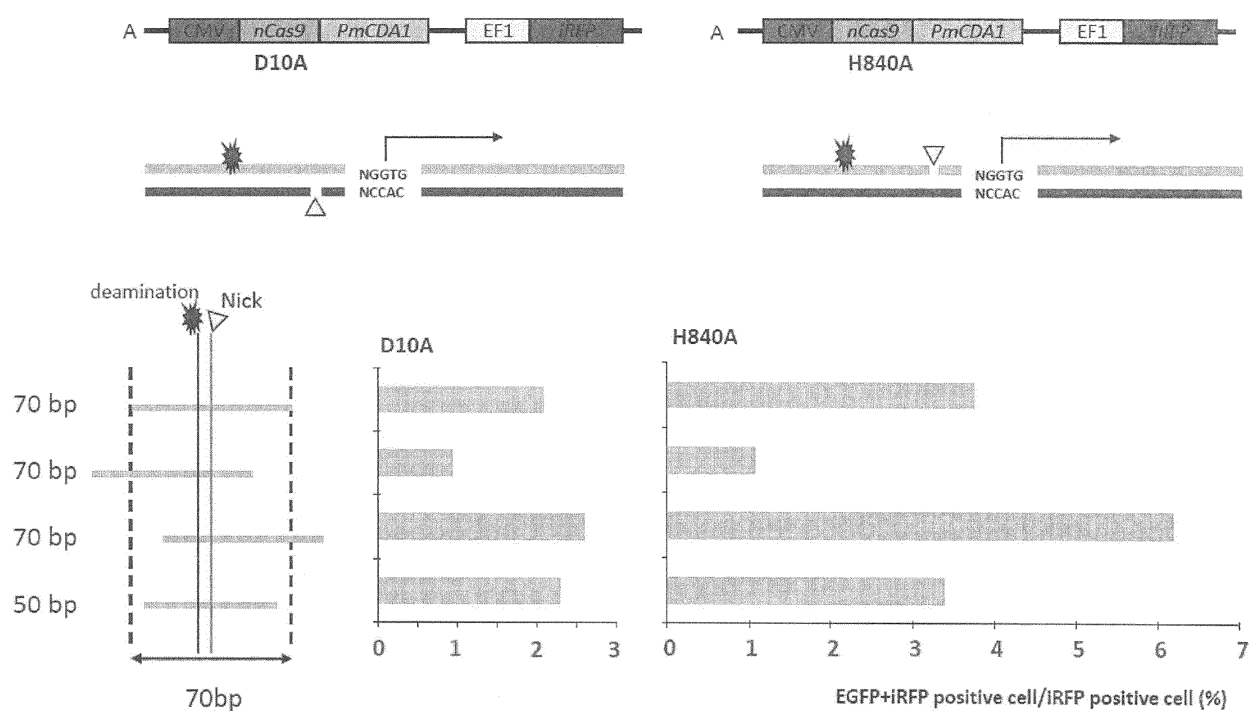 A CMV nCas9 PmCDA1 EF1 iRFP
D10A
A CMV nCas9 PmCDA1 EF1 iRFP
H840A
NGGTG
NCCAC
NGGTG
NCCAC
deamination
Nick
D10A
H840A
70 bp
70 bp
70 bp
50 bp
0 1 2 3
0 1 2 3 4 5 6 7
70bp
EGFP+iRFP positive cell/iRFP positive cell (%)